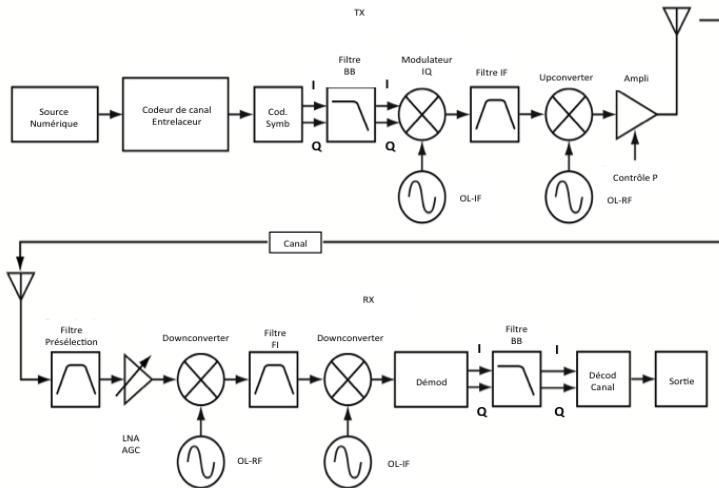 TX
Source
Numérique
Codeur de canal
Entrelaceur
Cod.
Symb
I
Q
Filtre
BB
I
Q
Modulateur
IQ
OL-IF
Filtre IF
Upconverter
OL-RF
Ampli
Contrôle P
Canal
RX
Filtre
Présélection
LNA
AGC
Downconverter
OL-RF
Filtre
FI
Downconverter
OL-IF
Démod
I
Q
Filtre
BB
I
Q
Décod
Canal
Sortie